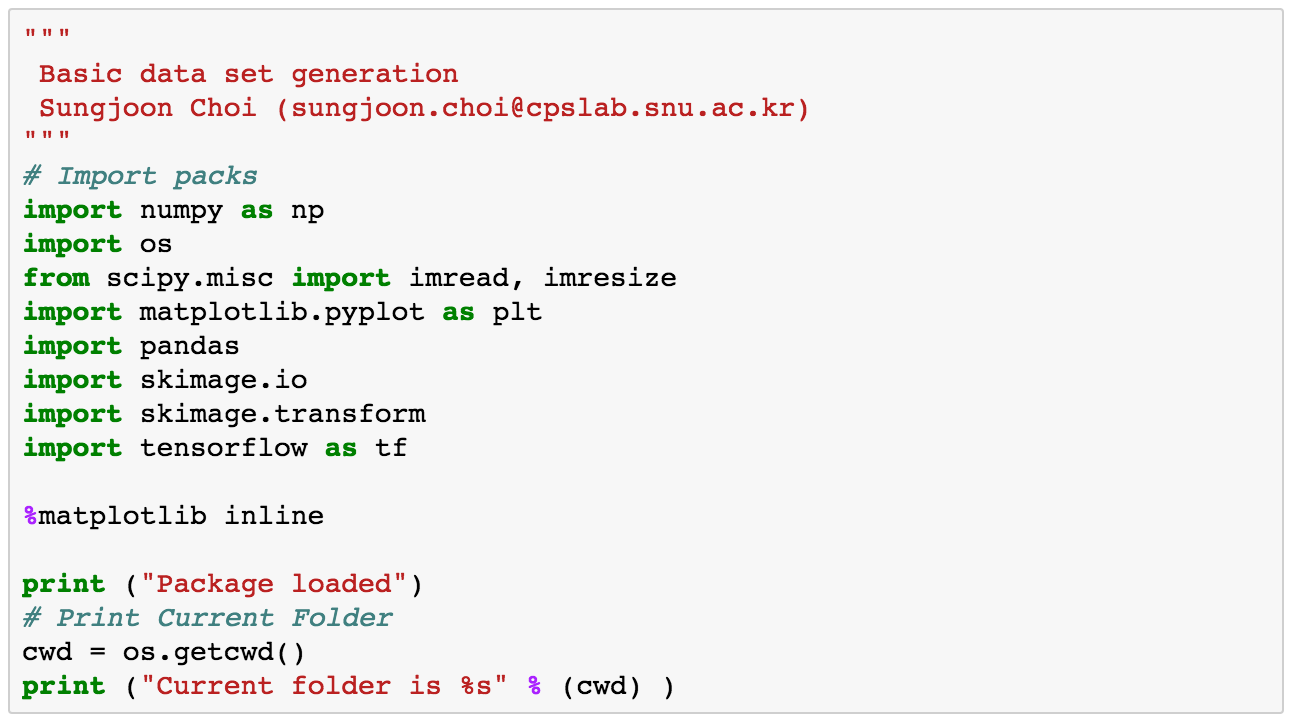 """
Basic data set generation
Sungjoon Choi (sungjoon.choi@cpslab.snu.ac.kr)
"""
# Import packs
import numpy as np
import os
from scipy.misc import imread, imresize
import matplotlib.pyplot as plt
import pandas
import skimage.io
import skimage.transform
import tensorflow as tf
%matplotlib inline
print ("Package loaded")
# Print Current Folder
cwd = os.getcwd()
print ("Current folder is %s" % (cwd) )